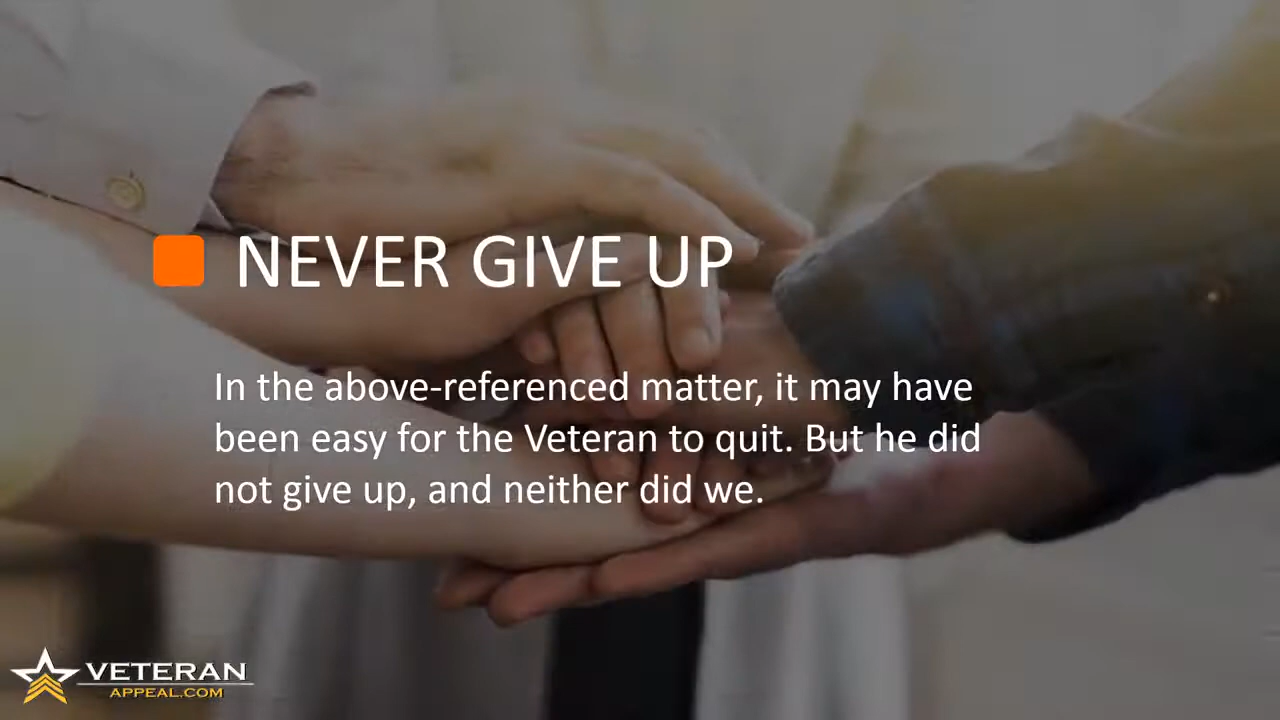 NEVER GIVE UP
In the above-referenced matter, it may have
been easy for the Veteran to quit. But he did
not give up, and neither did we.
VETERAN
APPEAL.COM